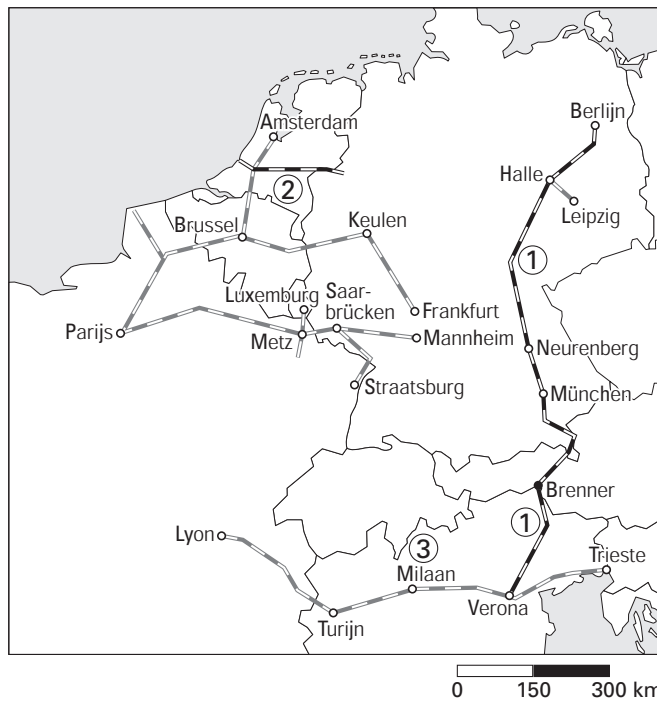 Berlijn
Amsterdam
Halle
2
Leipzig
Brussel
Keulen
1
Luxemburg
Saar-
brücken
Frankfurt
Parijs
Metz
Mannheim
Neurenberg
Straatsburg
München
Brenner
1
Lyon
3
Milaan
Trieste
Verona
Turijn
0 150 300 km